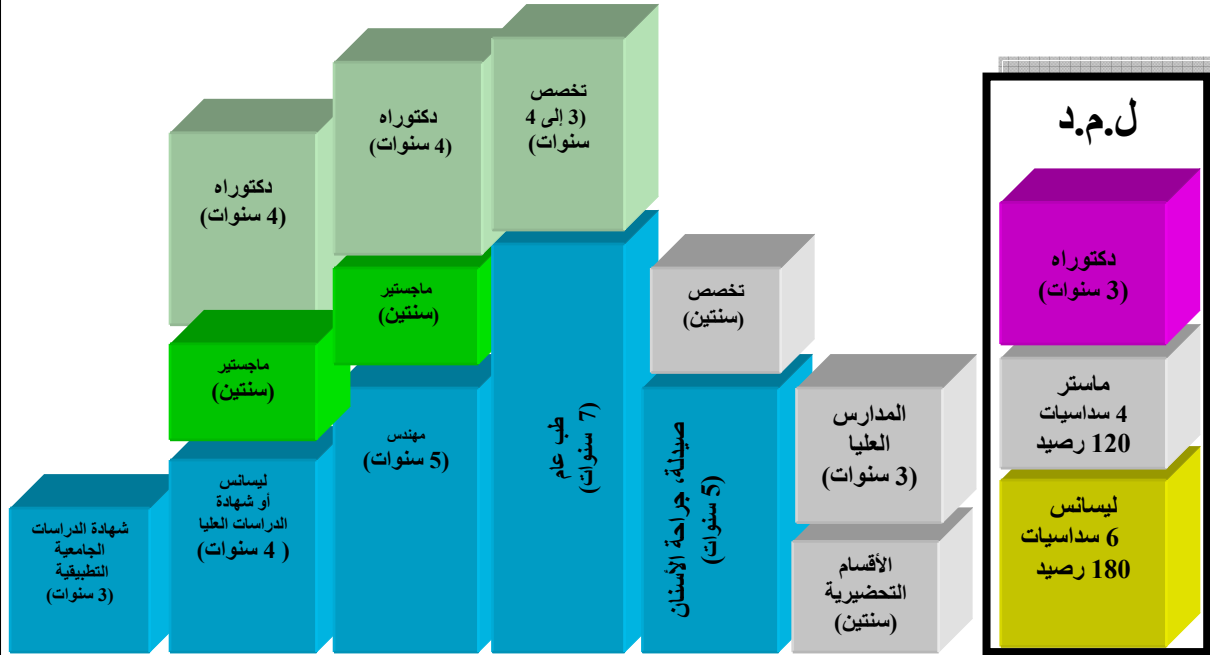 ل.م.د
دكتوراه
(3 سنوات)
ماستر
4 سداسيات
120 رصيد
ليسانس
6 سداسيات
180 رصيد
المدارس
العليا
(3 سنوات)
الأقسام
التحضيرية
(سنتين)
تخصص
(سنتين)
صيدلة، جراحة الأسنان
(5 سنوات)
تخصص
(3 إلى 4
سنوات)
طب عام
(7 سنوات)
دكتوراه
(4 سنوات)
ماجستير
(سنتين)
مهندس
(5 سنوات)
دكتوراه
(4 سنوات)
ماجستير
(سنتين)
ليسانس
أو شهادة
الدراسات العليا
( 4 سنوات)
شهادة الدراسات
الجامعية
التطبيقية
(3 سنوات)